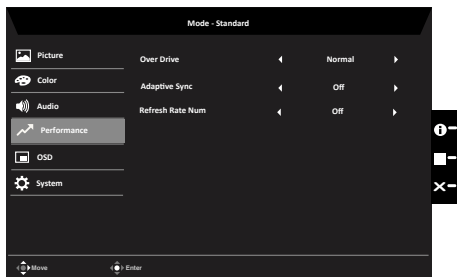 Mode - Standard
Picture
Color
Audio
Performance
OSD
System
Over Drive Normal
Adaptive Sync Off
Refresh Rate Num Off
Move Enter